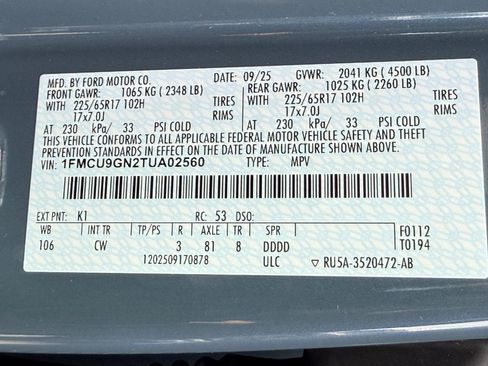 MFD. BY FORD MOTOR CO. 09/25 GVWR: 2041 KG ( 4500 LB)
FRONT GAWR: 1065 KG ( 2348 LB) REAR GAWR: 1025 KG ( 2260 LB)
WITH 225/65R17 102H TIRES WITH 225/65R17 102H TIRES
17x7.0J RIMS 17x7.0J RIMS
AT 230 kPa/ 33 PSI COLD AT 230 kPa/ 33 PSI COLD
THIS VEHICLE CONFORMS TO ALL APPLICABLE FEDERAL MOTOR VEHICLE SAFETY AND THEFT
PREVENTION STANDARDS IN EFFECT ON THE DATE OF MANUFACTURE SHOWN ABOVE.
VIN: 1FMCU9GN2TUA02560 TYPE: MPV
EXT PNT: K1 RC: 53 DSO:
WB INT TR TP/PS R AXLE TR SPR F0112
106 CW 3 81 8 DDDD T0194
1202509170878 ULC ▽ RU5A-3520472-AB